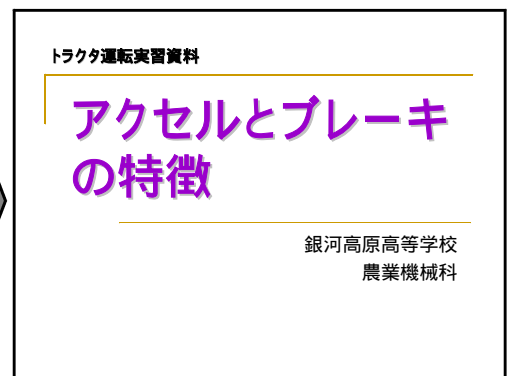 トラクタ運転実習資料
アクセルとブレーキ
の特徴
銀河高原高等学校
農業機械科